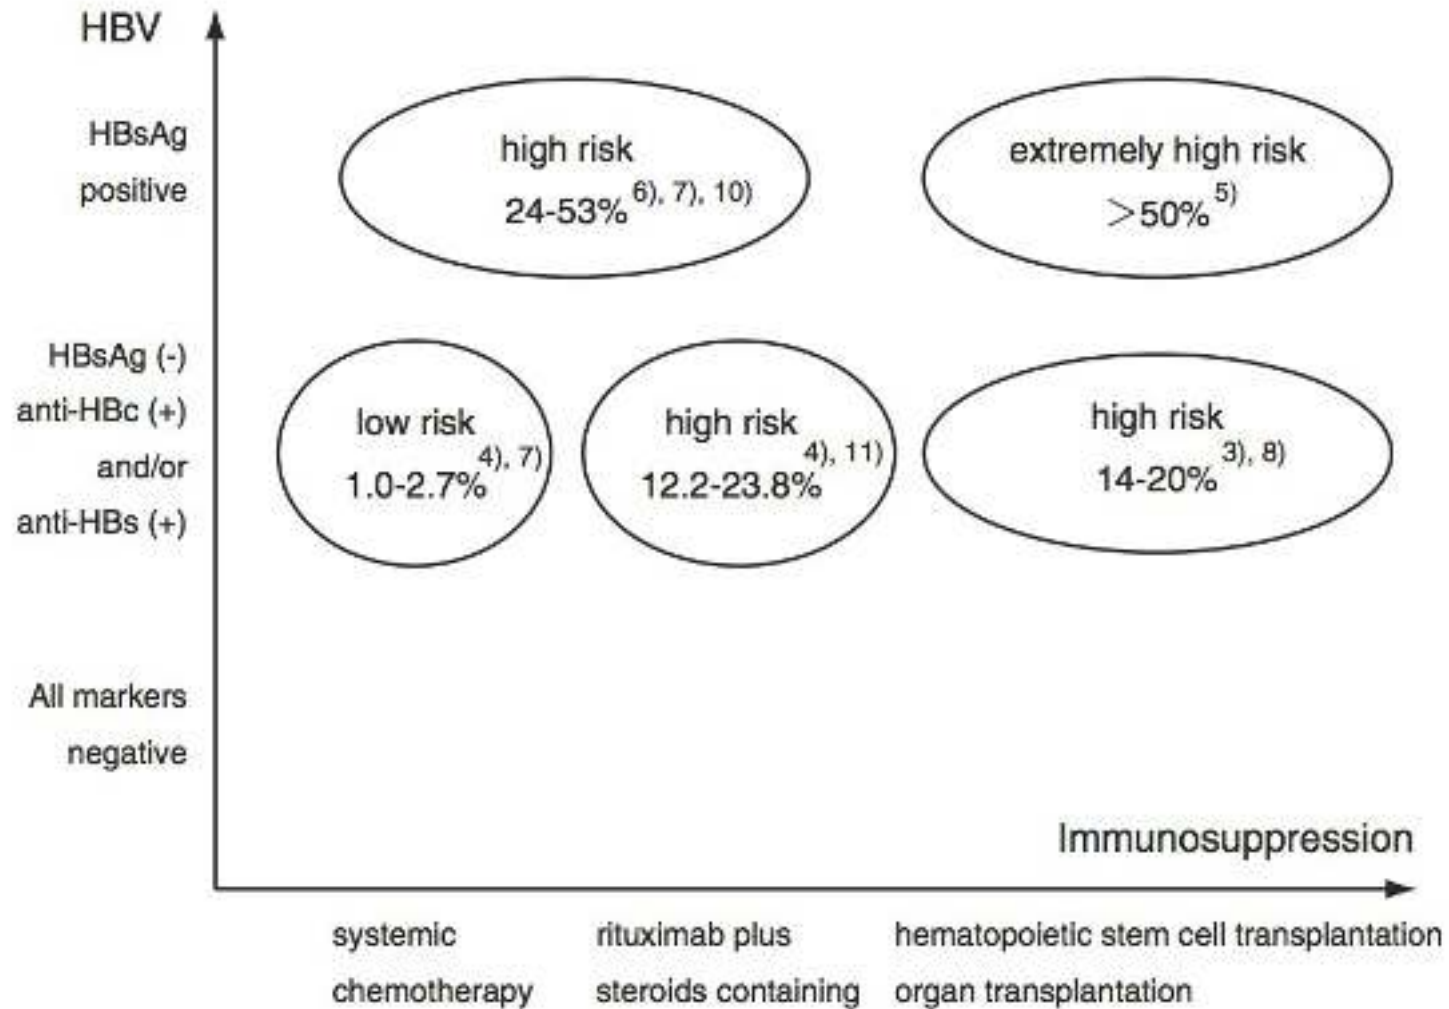 HBV
HBsAg
positive
high risk
24-53% 6), 7), 10)
extremely high risk
>50% 5)
HBsAg (-)
anti-HBc (+)
and/or
anti-HBs (+)
low risk
1.0-2.7% 4), 7)
high risk
12.2-23.8% 4), 11)
high risk
14-20% 3), 8)
All markers
negative
Immunosuppression
systemic
chemotherapy
rituximab plus
steroids containing
hematopoietic stem cell transplantation
organ transplantation